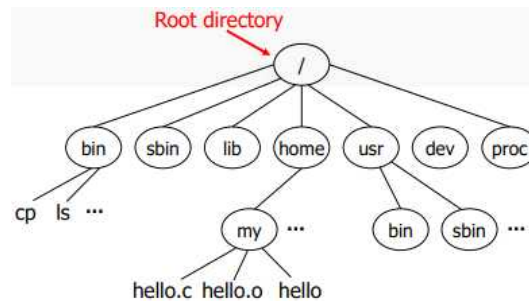 Root directory
/
bin sbin lib home usr dev proc
cp ls ...
my ... bin sbin ...
hello.c hello.o hello